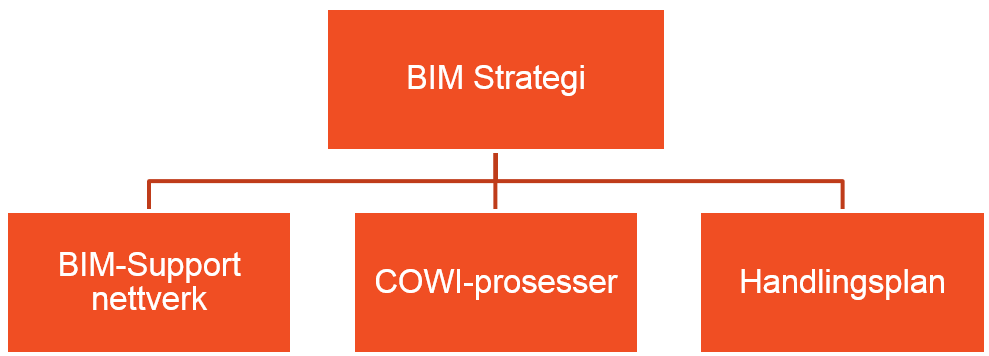 BIM Strategi
BIM-Support
nettverk
COWI-prosesser
Handlingsplan